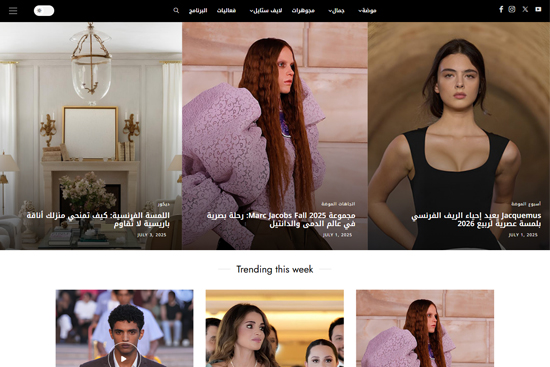 موضة
جمال
مجوهرات
لايف ستايل
فعاليات
البرنامج
أسبوع الموضة
Jacquemus يعيد إحياء الريف الفرنسي
بلمسة عصرية لربيع 2026
JULY 1, 2025
اتجاهات الموضة
مجموعة Marc Jacobs Fall 2025: رحلة بصرية
في عالم الدمى والدانتيل
JULY 1, 2025
ديكور
اللمسة الفرنسية: كيف تمنحي منزلك أناقة
باريسية لا تقاوم
JULY 3, 2025
Trending this week